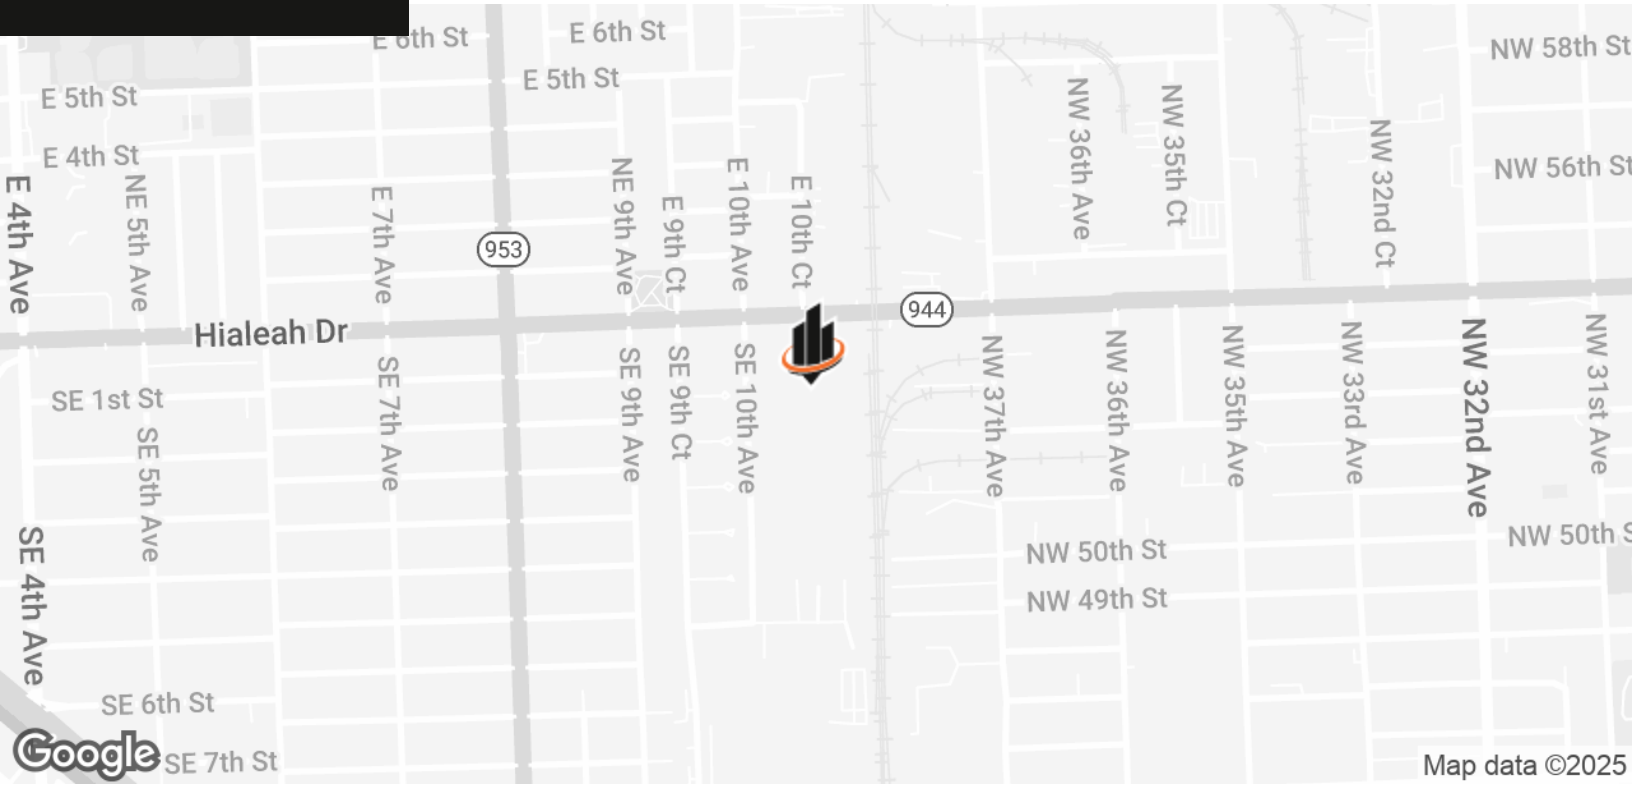 E 6th St
E 6th St
NW 58th St
E 5th St
E 5th St
NW 36th Ave
NW 35th Ct
NW 32nd Ct
E 4th St
NW 56th St
E 4th Ave
NE 5th Ave
E 7th Ave
953
NE 9th Ave
E 9th Ct
E 10th Ave
E 10th Ct
944
Hialeah Dr
SE 1st St
SE 5th Ave
SE 7th Ave
SE 9th Ave
SE 9th Ct
SE 10th Ave
NW 37th Ave
NW 36th Ave
NW 35th Ave
NW 33rd Ave
NW 32nd Ave
NW 31st Ave
SE 4th Ave
NW 50th St
NW 50th S
NW 49th St
SE 6th St
Google
SE 7th St
Map data ©2025